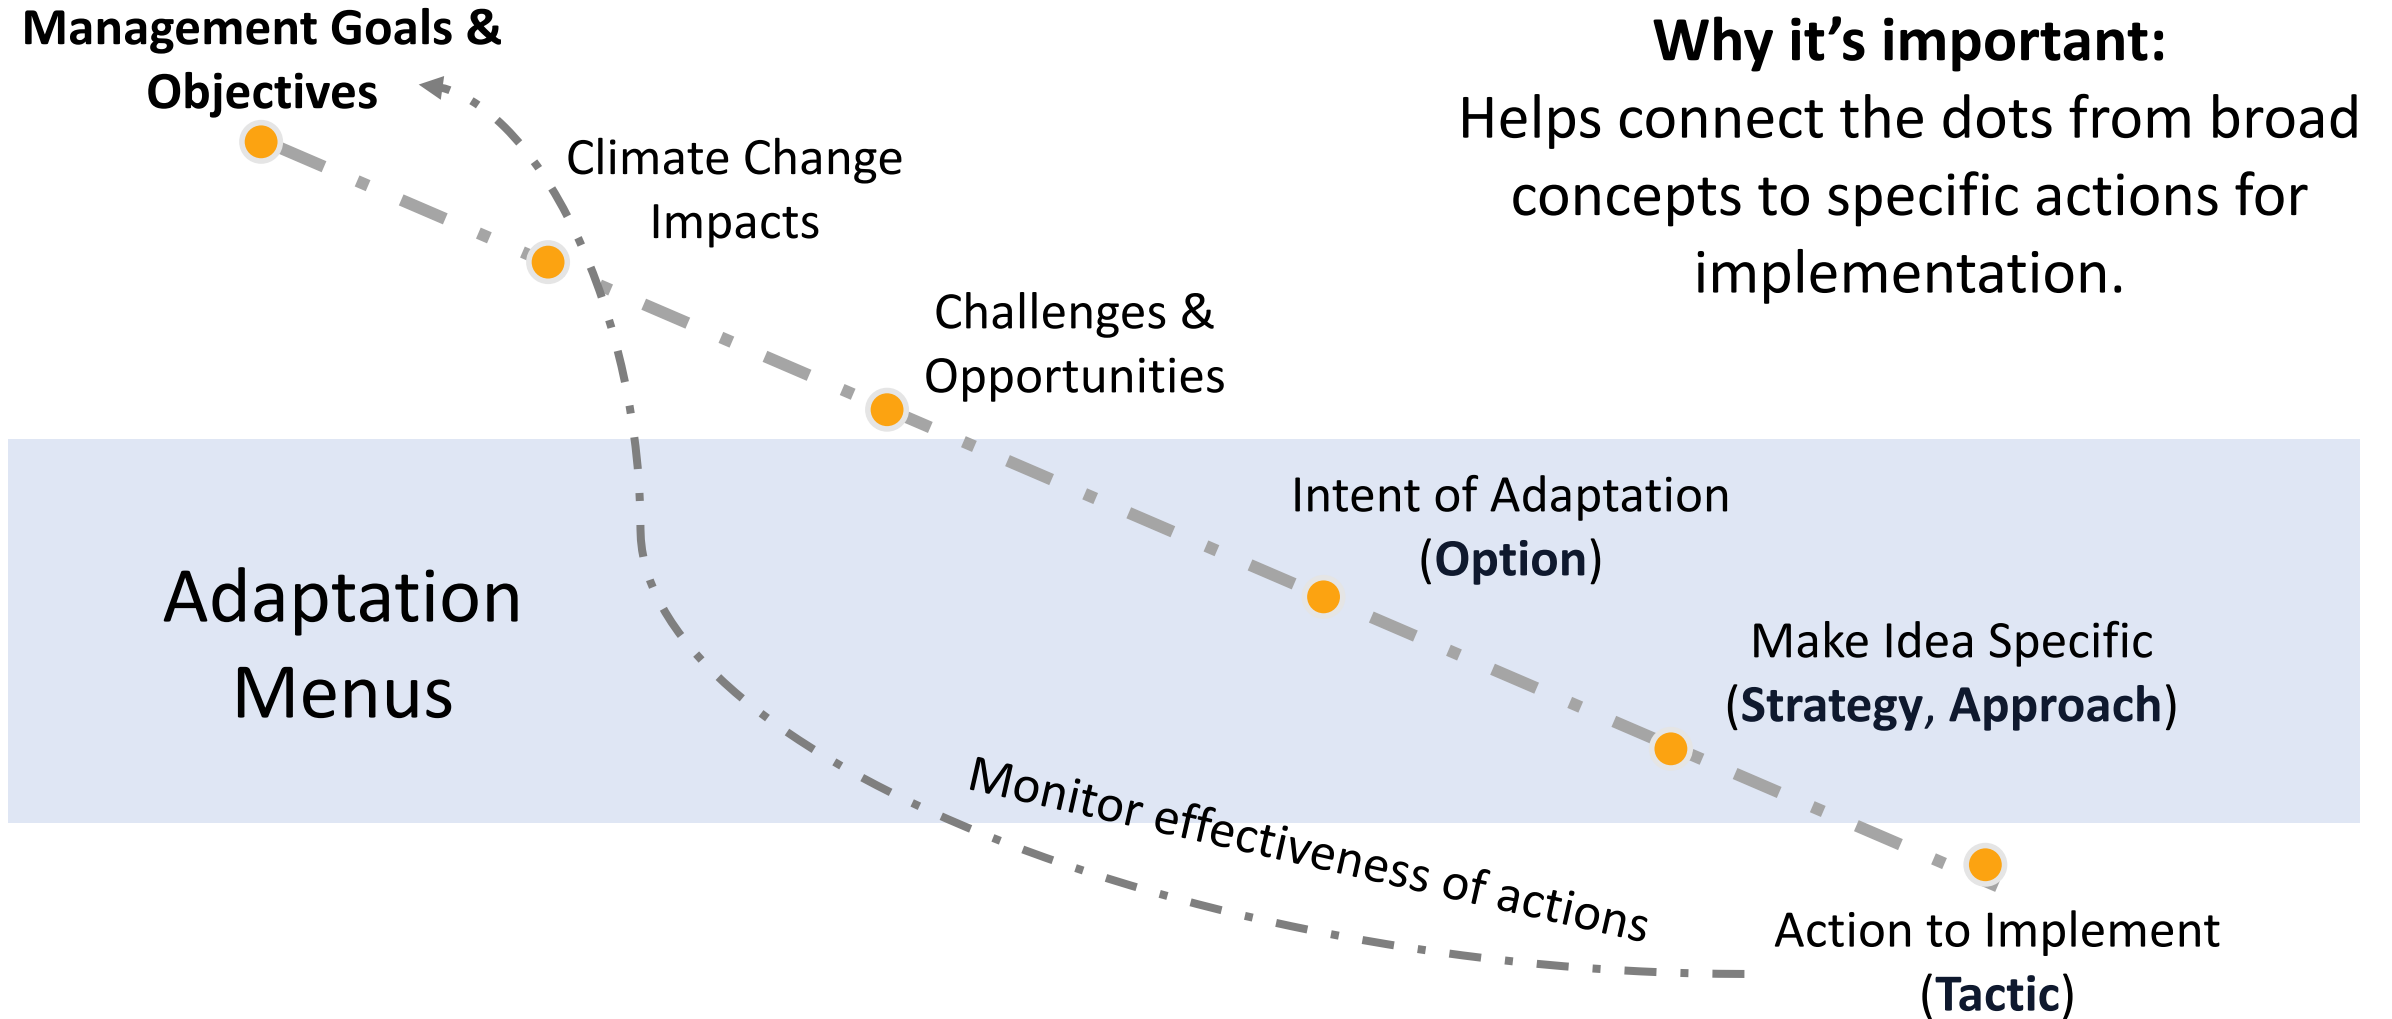 Management Goals &
Objectives
Why it’s important:
Helps connect the dots from broad
concepts to specific actions for
implementation.
Climate Change
Impacts
Challenges &
Opportunities
Intent of Adaptation
(Option)
Adaptation
Menus
Make Idea Specific
(Strategy, Approach)
Monitor effectiveness of actions
Action to Implement
(Tactic)